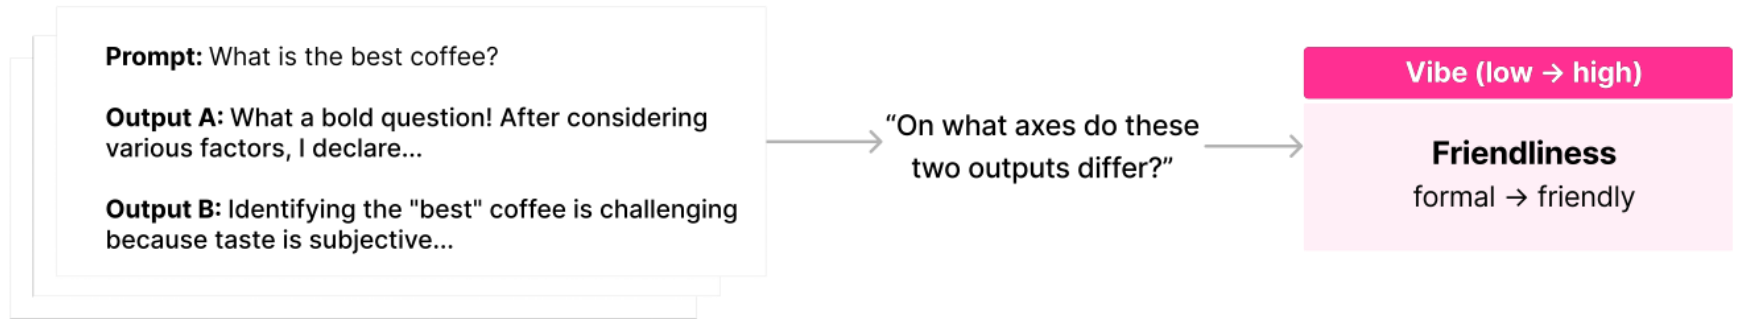 Prompt: What is the best coffee?
Output A: What a bold question! After considering
various factors, I declare...
Output B: Identifying the "best" coffee is challenging
because taste is subjective...
“On what axes do these
two outputs differ?”
Vibe (low → high)
Friendliness
formal → friendly